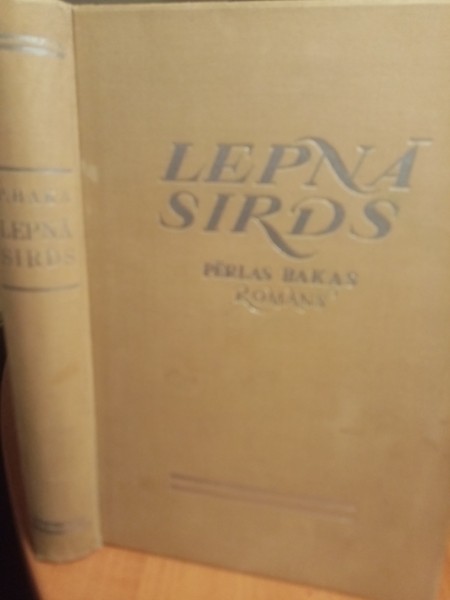 LEPNĀ
SIRDS
PĒRLAS BAKAS
ROMĀNS
LEPNĀ
SIRDS